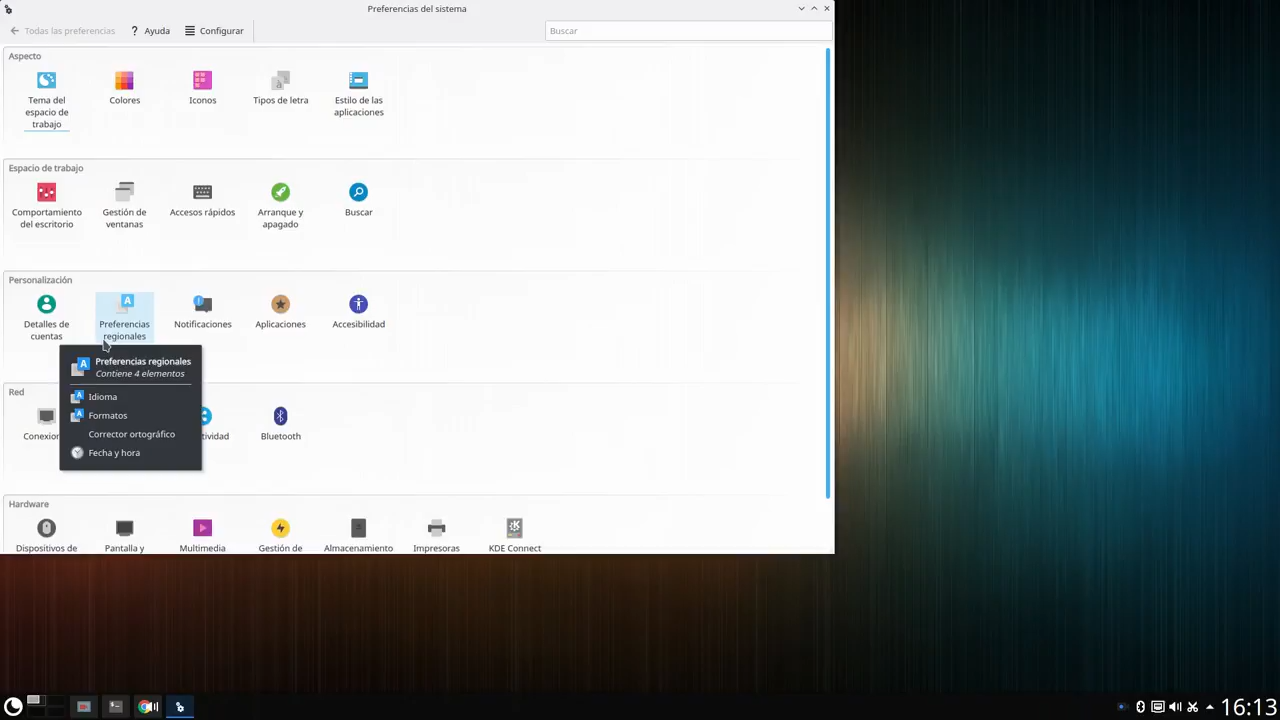 Preferencias del sistema
Todas las preferencias
? Ayuda
Configurar
Buscar
Aspecto
Tema del
espacio de
trabajo
Colores
Iconos
Tipos de letra
Estilo de las
aplicaciones
Espacio de trabajo
Comportamiento
del escritorio
Gestión de
ventanas
Accesos rápidos
Arranque y
apagado
Buscar
Personalización
Detalles de
cuentas
Preferencias
regionales
Notificaciones
Aplicaciones
Accesibilidad
Preferencias regionales
Contiene 4 elementos
Idioma
Formatos
Corrector ortográfico
Fecha y hora
Red
Conexion
tividad
Bluetooth
Hardware
Dispositivos de
Pantalla y
Multimedia
Gestión de
Almacenamiento
Impresoras
KDE Connect
16:13